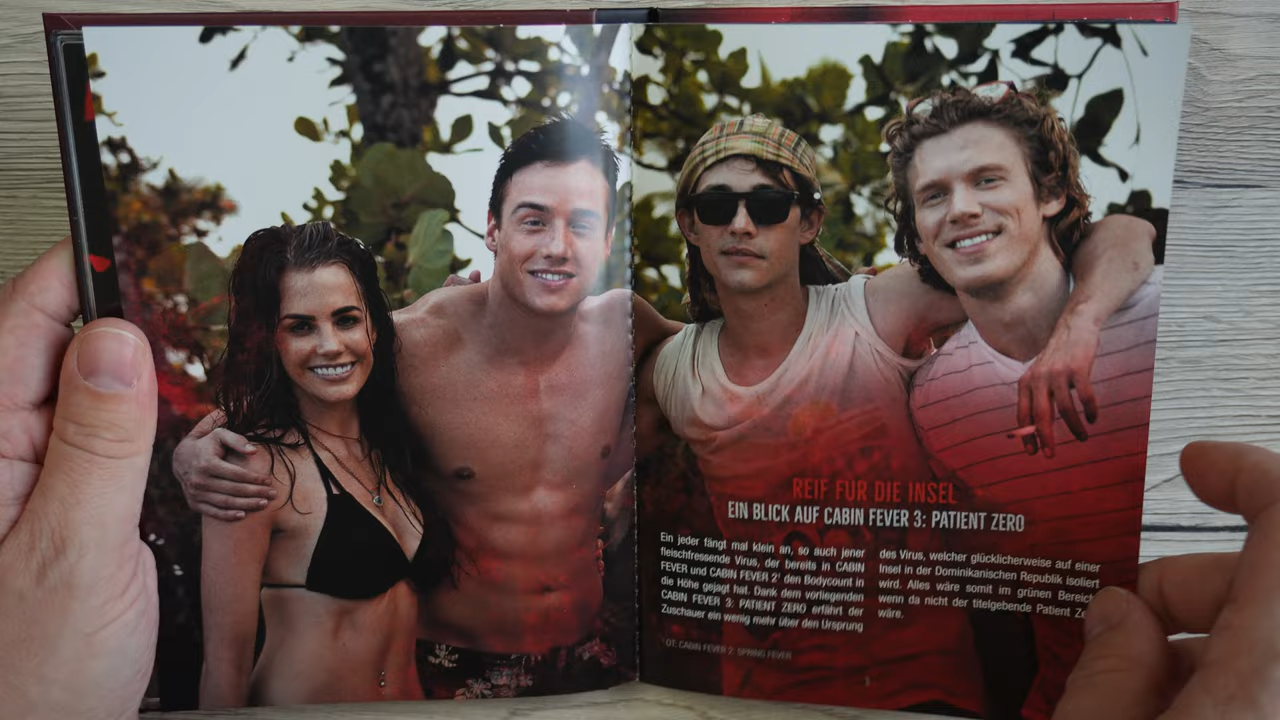 REIF FÜR DIE INSEL
EIN BLICK AUF CABIN FEVER 3: PATIENT ZERO
Ein jeder fängt mal klein an, so auch jener
fleischfressende Virus, der bereits in CABIN
FEVER und CABIN FEVER 2¹ den Bodycount in
die Höhe gejagt hat. Dank dem vorliegenden
CABIN FEVER 3: PATIENT ZERO erfährt der
Zuschauer ein wenig mehr über den Ursprung
des Virus, welcher glücklicherweise auf einer
Insel in der Dominikanischen Republik isoliert
wird. Alles wäre somit im grünen Bereich,
wenn da nicht der titelgebende Patient
wäre.
¹ OT: CABIN FEVER 2: SPRING FEVER